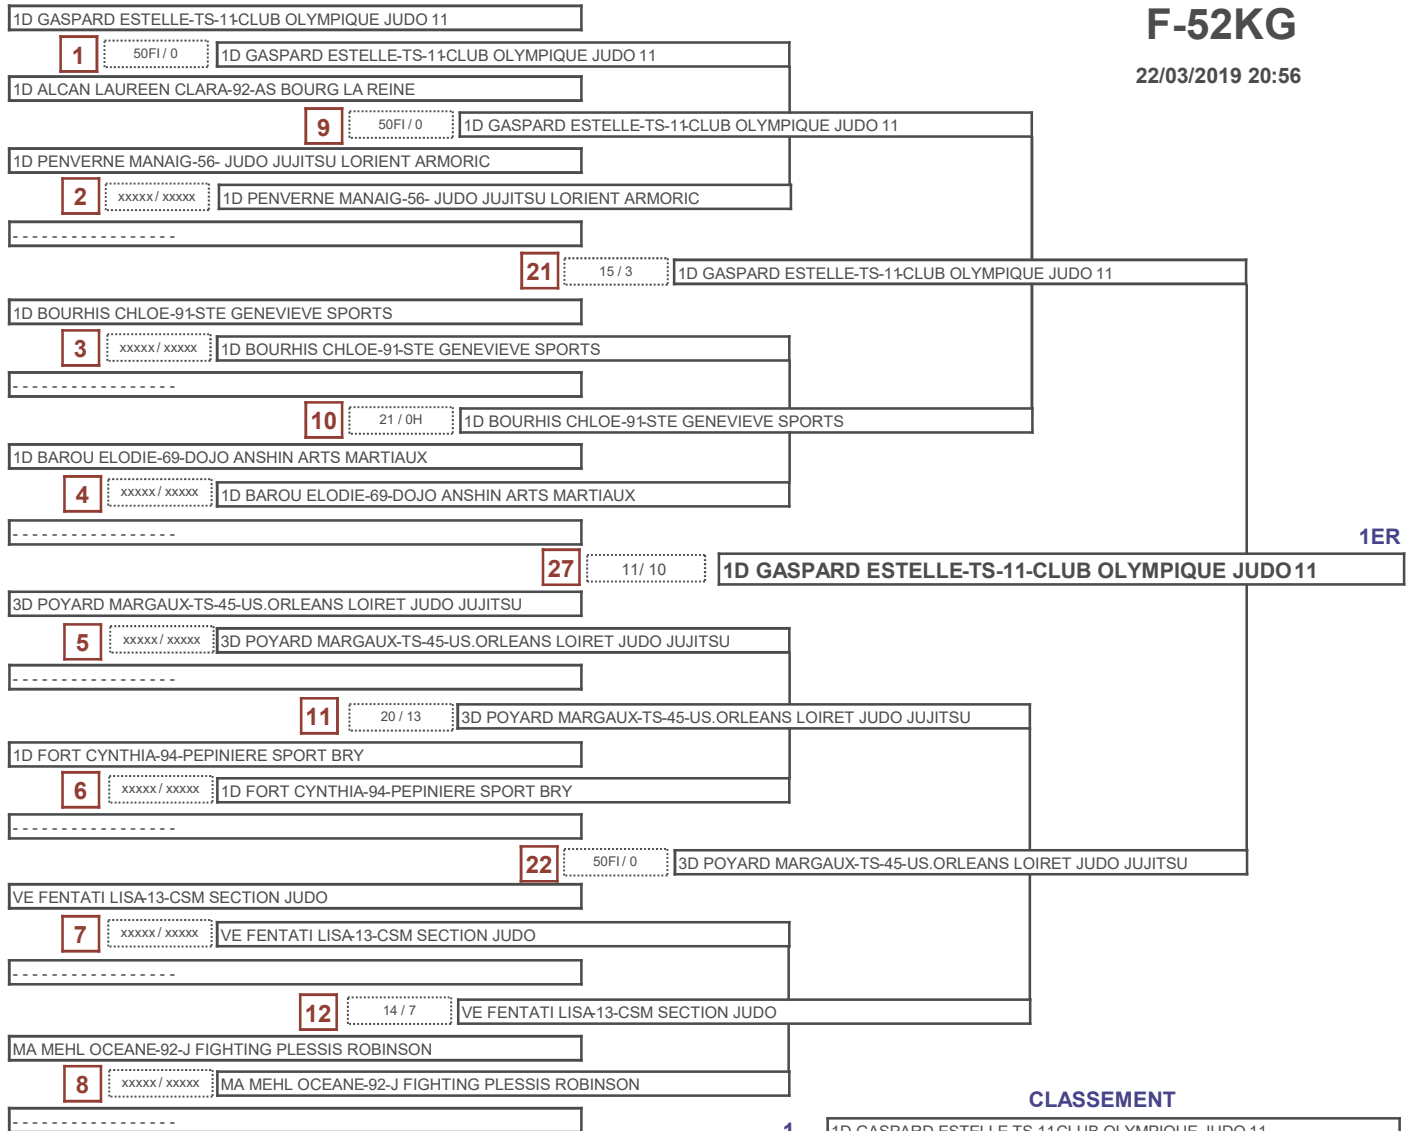 1D GASPARD ESTELLE-TS-11-CLUB OLYMPIQUE JUDO 11
F-52KG
1 50FI / 0 1D GASPARD ESTELLE-TS-11-CLUB OLYMPIQUE JUDO 11
22/03/2019 20:56
1D ALCAN LAUREEN CLARA-92-AS BOURG LA REINE
9 50FI / 0 1D GASPARD ESTELLE-TS-11-CLUB OLYMPIQUE JUDO 11
1D PENVERNE MANAIG-56- JUDO JUJITSU LORIENT ARMORIC
2 xxxxx / xxxxx 1D PENVERNE MANAIG-56- JUDO JUJITSU LORIENT ARMORIC
- - - - - - - - - - - - - - - - -
21 15 / 3 1D GASPARD ESTELLE-TS-11-CLUB OLYMPIQUE JUDO 11
1D BOURHIS CHLOE-91-STE GENEVIEVE SPORTS
3 xxxxx / xxxxx 1D BOURHIS CHLOE-91-STE GENEVIEVE SPORTS
- - - - - - - - - - - - - - - - -
10 21 / 0H 1D BOURHIS CHLOE-91-STE GENEVIEVE SPORTS
1D BAROU ELODIE-69-DOJO ANSHIN ARTS MARTIAUX
4 xxxxx / xxxxx 1D BAROU ELODIE-69-DOJO ANSHIN ARTS MARTIAUX
- - - - - - - - - - - - - - - - -
1ER
27 11/ 10 1D GASPARD ESTELLE-TS-11-CLUB OLYMPIQUE JUDO 11
3D POYARD MARGAUX-TS-45-US.ORLEANS LOIRET JUDO JUJITSU
5 xxxxx / xxxxx 3D POYARD MARGAUX-TS-45-US.ORLEANS LOIRET JUDO JUJITSU
- - - - - - - - - - - - - - - - -
11 20 / 13 3D POYARD MARGAUX-TS-45-US.ORLEANS LOIRET JUDO JUJITSU
1D FORT CYNTHIA-94-PEPINIERE SPORT BRY
6 xxxxx / xxxxx 1D FORT CYNTHIA-94-PEPINIERE SPORT BRY
- - - - - - - - - - - - - - - - -
22 50FI / 0 3D POYARD MARGAUX-TS-45-US.ORLEANS LOIRET JUDO JUJITSU
VE FENTATI LISA-13-CSM SECTION JUDO
7 xxxxx / xxxxx VE FENTATI LISA-13-CSM SECTION JUDO
- - - - - - - - - - - - - - - - -
12 14 / 7 VE FENTATI LISA-13-CSM SECTION JUDO
MA MEHL OCEANE-92-J FIGHTING PLESSIS ROBINSON
8 xxxxx / xxxxx MA MEHL OCEANE-92-J FIGHTING PLESSIS ROBINSON
CLASSEMENT
- - - - - - - - - - - - - - - - -
1 1D GASPARD ESTELLE-TS-11-CLUB OLYMPIQUE JUDO 11